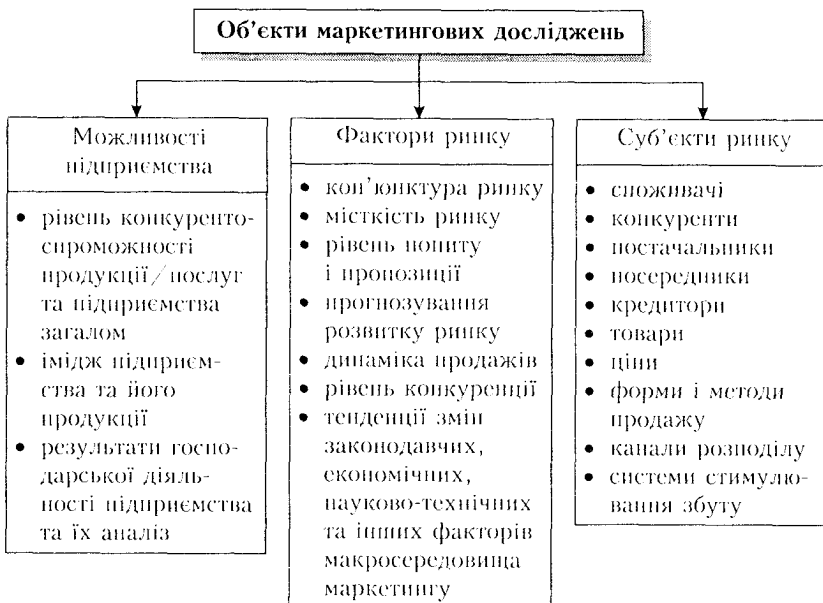 Об’єкти маркетингових досліджень
Можливості
підприємства
• рівень конкуренто-
спроможності
продукції/послуг
та підприємства
загалом
• імідж підприєм-
ства та його
продукції
• результати госпо-
дарської діяль-
ності підприємства
та їх аналіз
Фактори ринку
• кон’юнктура ринку
• місткість ринку
• рівень попиту
і пропозиції
• прогнозування
розвитку ринку
• динаміка продажів
• рівень конкуренції
• тенденції змін
законодавчих,
економічних,
науково-технічних
та інших факторів
макросередовища
маркетингу
Суб’єкти ринку
• споживачі
• конкуренти
• постачальники
• посередники
• кредитори
• товари
• ціни
• форми і методи
продажу
• канали розподілу
• системи стимулю-
вання збуту